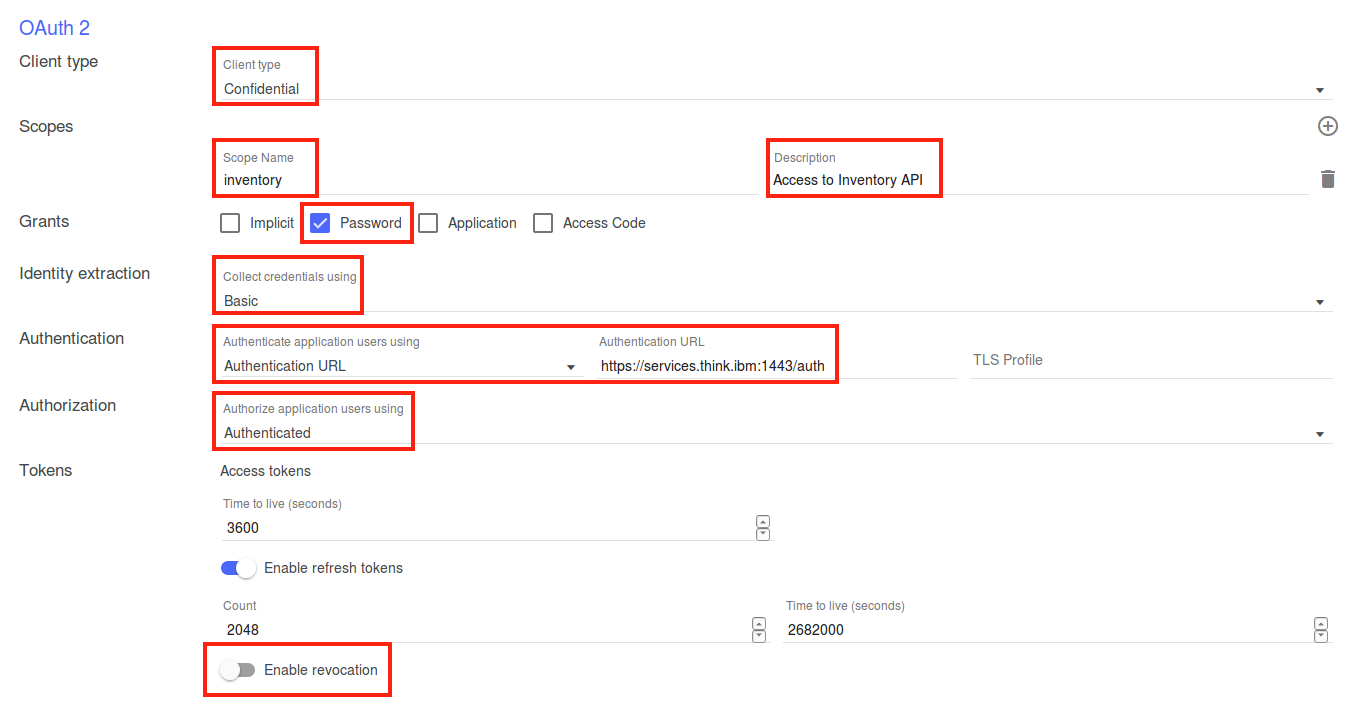 OAuth 2
Client type
Client type
Confidential
Scopes
Scope Name
Description
inventory
Access to Inventory API
Grants
Implicit
Password
Application
Access Code
Identity extraction
Collect credentials using
Basic
Authentication
Authenticate application users using
Authentication URL
Authentication URL
https://services.think.ibm:1443/auth
TLS Profile
Authorization
Authorize application users using
Authenticated
Tokens
Access tokens
Time to live (seconds)
3600
Enable refresh tokens
Count
Time to live (seconds)
2048
2682000
Enable revocation